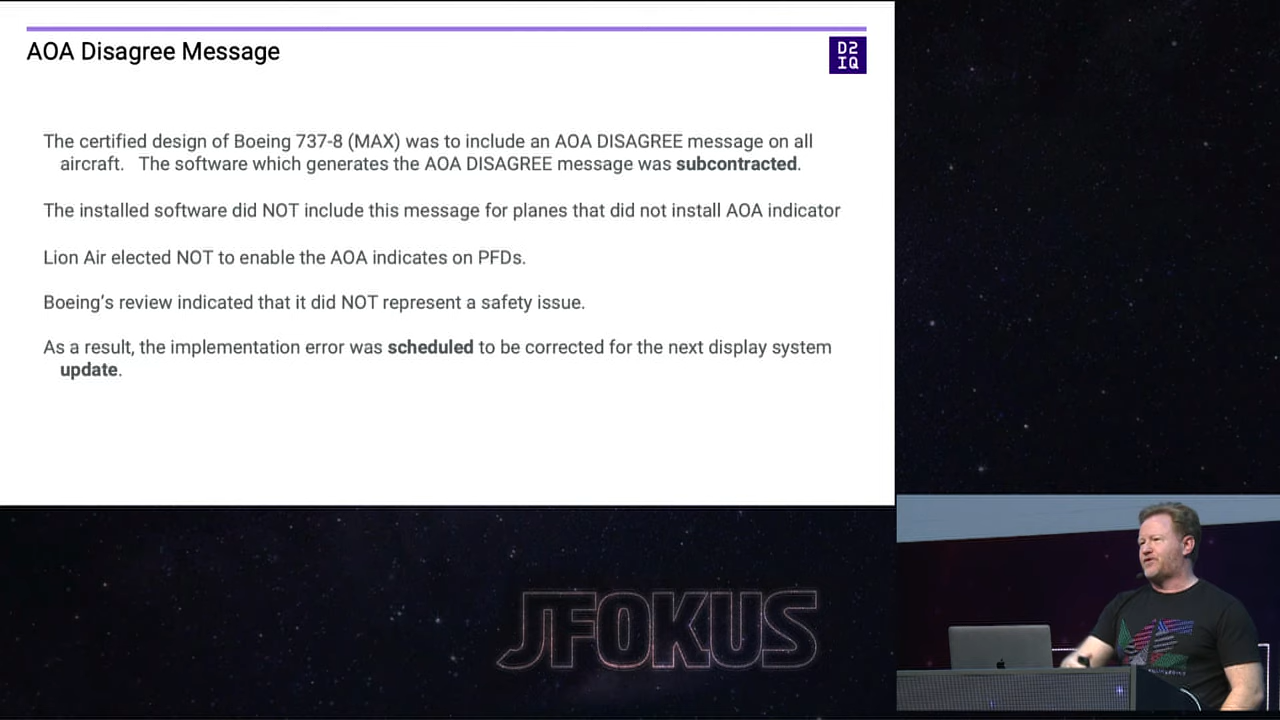 AOA Disagree Message
D2
IQ
The certified design of Boeing 737-8 (MAX) was to include an AOA DISAGREE message on all
aircraft. The software which generates the AOA DISAGREE message was subcontracted.
The installed software did NOT include this message for planes that did not install AOA indicator
Lion Air elected NOT to enable the AOA indicates on PFDs.
Boeing's review indicated that it did NOT represent a safety issue.
As a result, the implementation error was scheduled to be corrected for the next display system
update.
JFOKUS